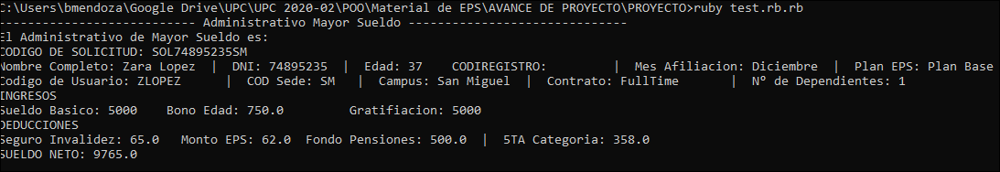 C:\Users\bmendoza\Google Drive\UPC\UPC 2020-02\POO\Material de EPS\AVANCE DE PROYECTO\PROYECTO>ruby test.rb.rb
--------------------------- Administrativo Mayor Sueldo ------------------------------
El Administrativo de Mayor Sueldo es:
CODIGO DE SOLICITUD: SOL74895235SM
Nombre Completo: Zara Lopez | DNI: 74895235 | Edad: 37 CODIREGISTRO: | Mes Afiliacion: Diciembre | Plan EPS: Plan Base
Codigo de Usuario: ZLOPEZ | COD Sede: SM | Campus: San Miguel | Contrato: FullTime | Nº de Dependientes: 1
INGRESOS
Sueldo Basico: 5000 Bono Edad: 750.0 Gratifiacion: 5000
DEDUCCIONES
Seguro Invalidez: 65.0 Monto EPS: 62.0 Fondo Pensiones: 500.0 | 5TA Categoria: 358.0
SUELDO NETO: 9765.0